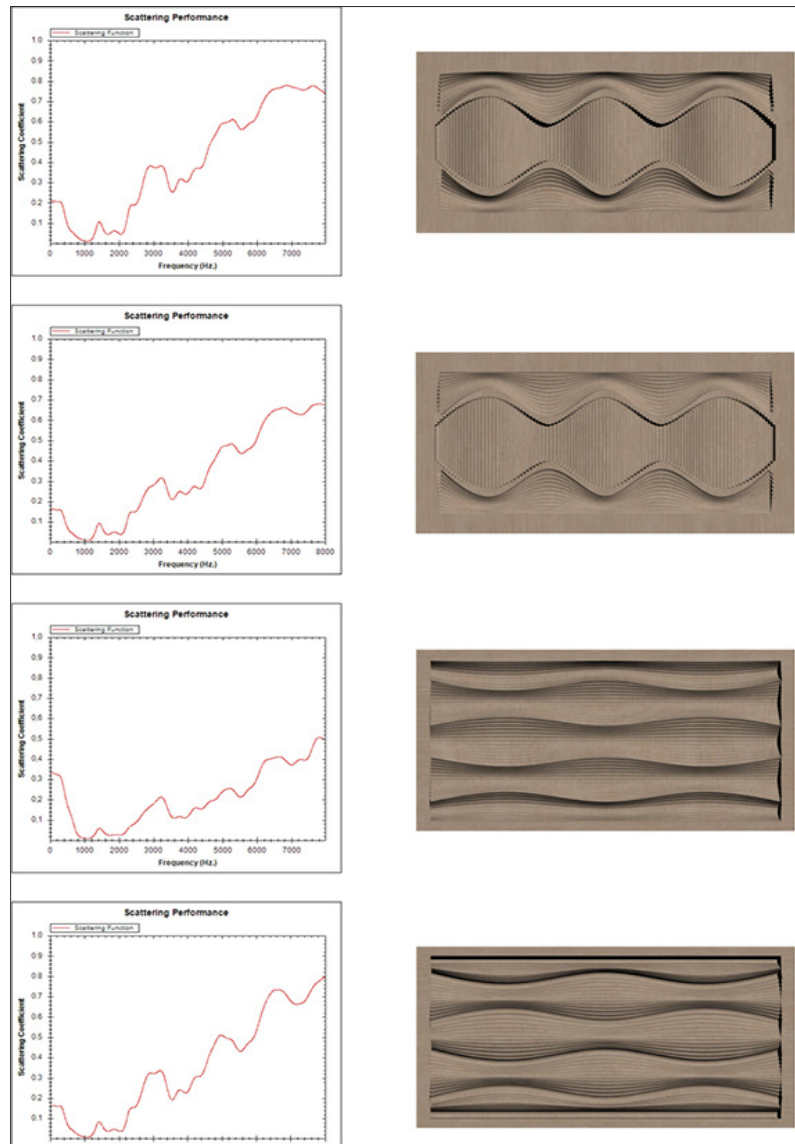 Scattering Performance
Scattering Function
1.0
0.9
0.8
0.7
0.6
0.5
0.4
0.3
0.2
0.1
Scattering Coefficient
0 1000 2000 3000 4000 5000 6000 7000
Frequency (Hz.)
Scattering Performance
Scattering Function
1.0
0.9
0.8
0.7
0.6
0.5
0.4
0.3
0.2
0.1
Scattering Coefficient
0 1000 2000 3000 4000 5000 6000 7000 8000
Frequency (Hz.)
Scattering Performance
Scattering Function
1.0
0.9
0.8
0.7
0.6
0.5
0.4
0.3
0.2
0.1
Scattering Coefficient
0 1000 2000 3000 4000 5000 6000 7000
Frequency (Hz.)
Scattering Performance
Scattering Function
1.0
0.9
0.8
0.7
0.6
0.5
0.4
0.3
0.2
0.1
Scattering Coefficient